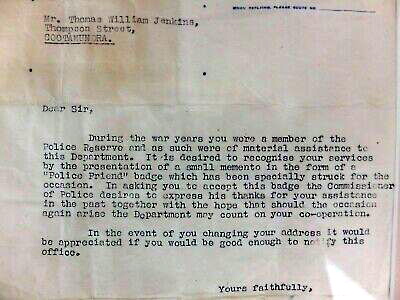 WHEN REPLYING, PLEASE QUOTE NO.
Mr. Thomas William Jenkins,
Thompson Street,
COOTAMUNDRA.
Dear Sir,
During the war years you were a member of the
Police Reserve and as such were of material assistance to
this Department. It is desired to recognise your services
by the presentation of a small memento in the form of a
"Police Friend" badge which has been specially struck for the
occasion. In asking you to accept this badge the Commissioner
of Police desires to express his thanks for your assistance
in the past together with the hope that should the occasion
again arise the Department may count on your co-operation.
In the event of you changing your address it would
be appreciated if you would be good enough to notify this
office.
Yours faithfully,